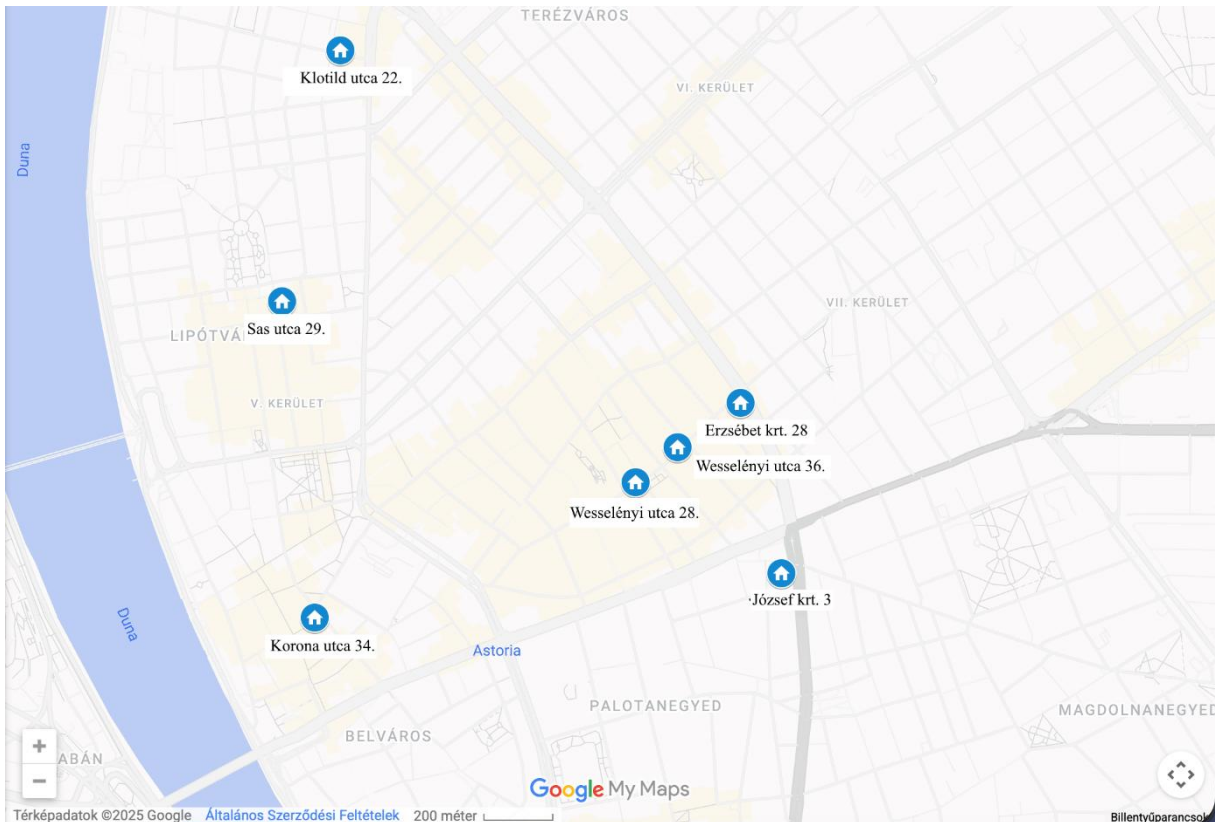 TERÉZVÁROS
Klotild utca 22.
VI. KERÜLET
Duna
Sas utca 29.
VII. KERÜLET
LIPÓTVÁ
V. KERÜLET
Erzsébet krt. 28
Wesselényi utca 36.
Wesselényi utca 28.
·József krt. 3
Duna
Korona utca 34.
Astoria
PALOTANEGYED
MAGDOLNANEGYED
BELVÁROS
ABÁN
Google My Maps
Térképadatok ©2025 Google Általános Szerződési Feltételek 200 méter
Billentyűparancsok